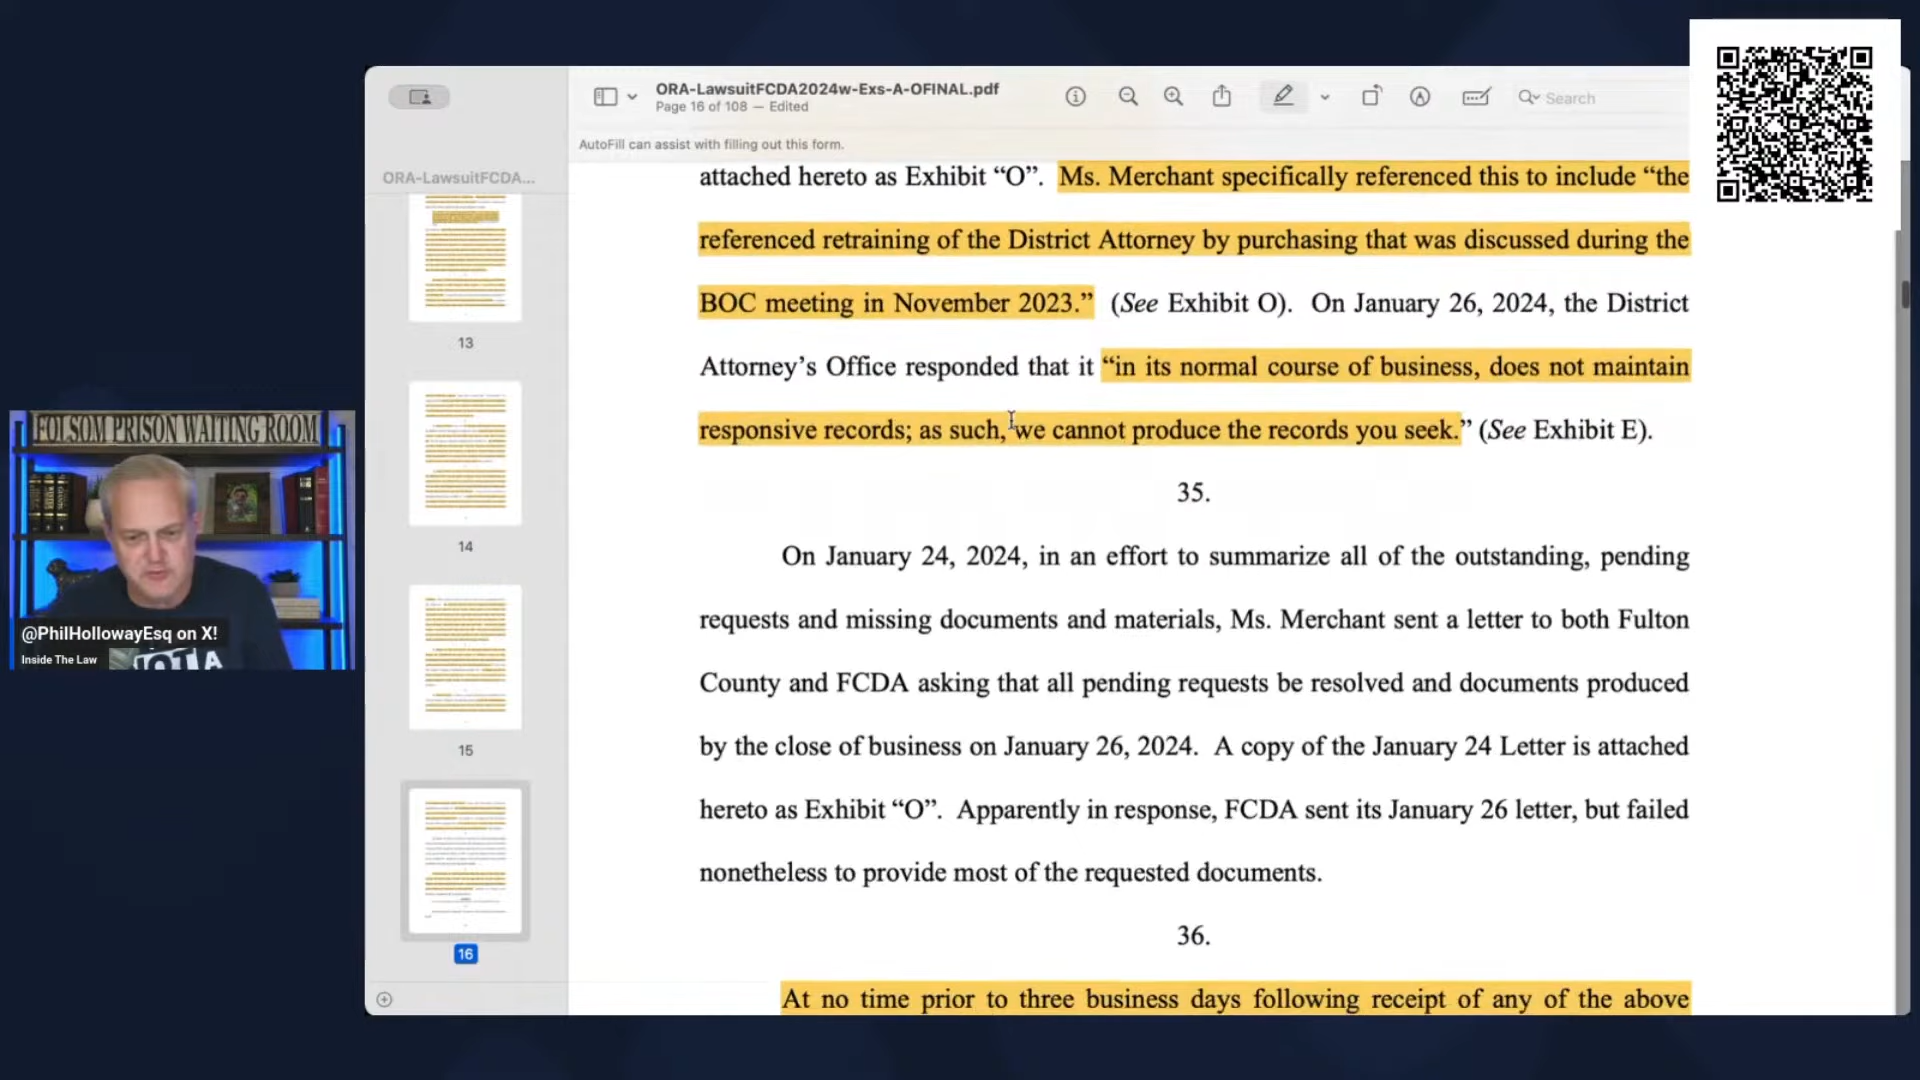 ORA-LawsuitFCDA2024w-Exs-A-OFINAL.pdf
Page 16 of 108 — Edited
Search
AutoFill can assist with filling out this form.
ORA-LawsuitFCDA...
13
14
15
16
attached hereto as Exhibit “O”. Ms. Merchant specifically referenced this to include “the
referenced retraining of the District Attorney by purchasing that was discussed during the
BOC meeting in November 2023.” (See Exhibit O). On January 26, 2024, the District
Attorney’s Office responded that it “in its normal course of business, does not maintain
responsive records; as such, we cannot produce the records you seek.” (See Exhibit E).
35.
On January 24, 2024, in an effort to summarize all of the outstanding, pending
requests and missing documents and materials, Ms. Merchant sent a letter to both Fulton
County and FCDA asking that all pending requests be resolved and documents produced
by the close of business on January 26, 2024. A copy of the January 24 Letter is attached
hereto as Exhibit “O”. Apparently in response, FCDA sent its January 26 letter, but failed
nonetheless to provide most of the requested documents.
36.
At no time prior to three business days following receipt of any of the above
FOLSOM PRISON WAITING ROOM
@PhilHollowayEsq on X!
Inside The Law